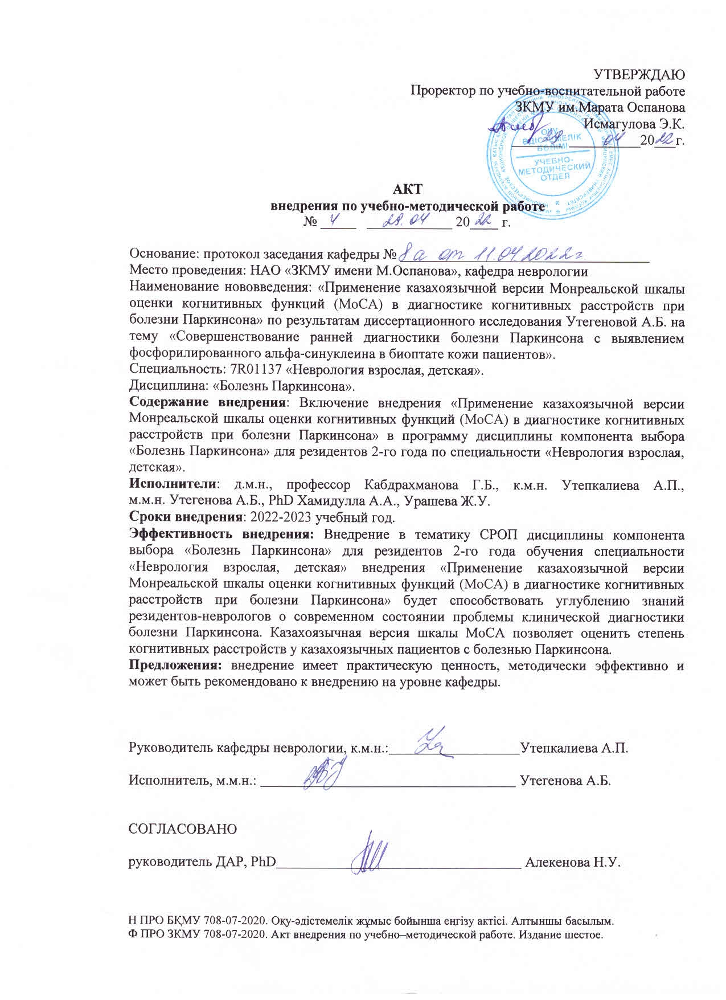 УТВЕРЖДАЮ
Проректор по учебно-воспитательной работе
ЗКМУ им.Марата Оспанова
Исмагулова Э.К.
29 04 2022 г.
ОҚУ
ӘДІСТЕМЕЛІК
БӨЛІМІ
УЧЕБНО-
МЕТОДИЧЕСКИЙ
ОТДЕЛ
АКТ
внедрения по учебно-методической работе
№ 4 29.04 2022 г.
Основание: протокол заседания кафедры № 8а от 11.04.2022г.
Место проведения: НАО «ЗКМУ имени М.Оспанова», кафедра неврологии
Наименование нововведения: «Применение казахоязычной версии Монреальской шкалы
оценки когнитивных функций (МоСА) в диагностике когнитивных расстройств при
болезни Паркинсона» по результатам диссертационного исследования Утегеновой А.Б. на
тему «Совершенствование ранней диагностики болезни Паркинсона с выявлением
фосфорилированного альфа-синуклеина в биоптате кожи пациентов».
Специальность: 7R01137 «Неврология взрослая, детская».
Дисциплина: «Болезнь Паркинсона».
Содержание внедрения: Включение внедрения «Применение казахоязычной версии
Монреальской шкалы оценки когнитивных функций (МоСА) в диагностике когнитивных
расстройств при болезни Паркинсона» в программу дисциплины компонента выбора
«Болезнь Паркинсона» для резидентов 2-го года по специальности «Неврология взрослая,
детская».
Исполнители: д.м.н., профессор Кабдрахманова Г.Б., к.м.н. Утепкалиева А.П.,
м.м.н. Утегенова А.Б., PhD Хамидулла А.А., Урашева Ж.У.
Сроки внедрения: 2022-2023 учебный год.
Эффективность внедрения: Внедрение в тематику СРОП дисциплины компонента
выбора «Болезнь Паркинсона» для резидентов 2-го года обучения специальности
«Неврология взрослая, детская» внедрения «Применение казахоязычной версии
Монреальской шкалы оценки когнитивных функций (МоСА) в диагностике когнитивных
расстройств при болезни Паркинсона» будет способствовать углублению знаний
резидентов-неврологов о современном состоянии проблемы клинической диагностики
болезни Паркинсона. Казахоязычная версия шкалы МоСА позволяет оценить степень
когнитивных расстройств у казахоязычных пациентов с болезнью Паркинсона.
Предложения: внедрение имеет практическую ценность, методически эффективно и
может быть рекомендовано к внедрению на уровне кафедры.
Руководитель кафедры неврологии, к.м.н.:__________________Утепкалиева А.П.
Исполнитель, м.м.н.: ___________________________________ Утегенова А.Б.
СОГЛАСОВАНО
руководитель ДАР, PhD__________________________________ Алекенова Н.У.
Н ПРО БҚМУ 708-07-2020. Оқу-әдістемелік жұмыс бойынша еңгізу актісі. Алтыншы басылым.
Ф ПРО ЗКМУ 708-07-2020. Акт внедрения по учебно–методической работе. Издание шестое.